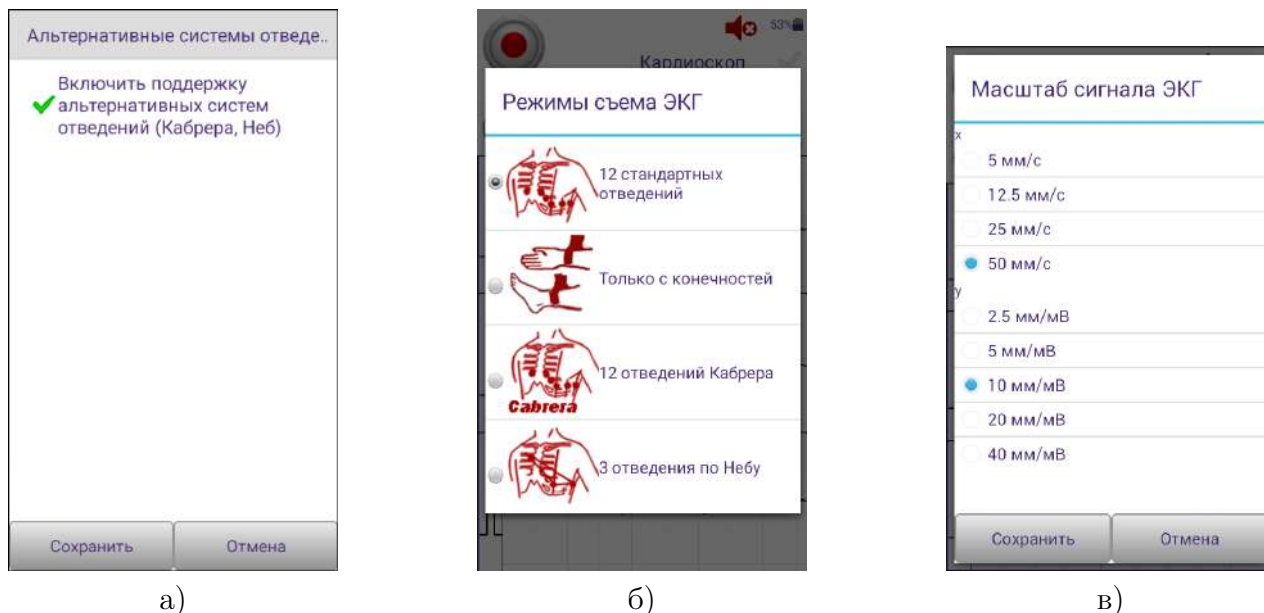 Альтернативные системы отведе..
Включить поддержку
альтернативных систем
отведений (Кабрера, Неб)
Сохранить
Отмена
а)
53%
Кардиоскоп
Режимы съема ЭКГ
12 стандартных
отведений
Только с конечностей
12 отведений Кабрера
Cabrera
3 отведения по Небу
б)
Масштаб сигнала ЭКГ
x
5 мм/с
12.5 мм/с
25 мм/с
50 мм/с
y
2.5 мм/мВ
5 мм/мВ
10 мм/мВ
20 мм/мВ
40 мм/мВ
Сохранить
Отмена
в)